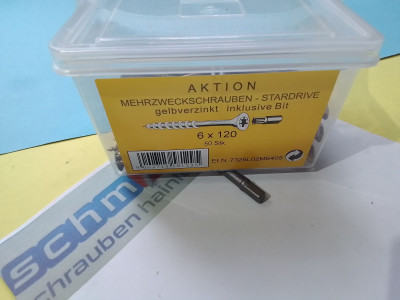 AKTION
MEHRZWECKSCHRAUBEN - STARDRIVE
gelbverzinkt inklusive Bit
6 x 120
50 Stk.
schm
schrauben hain